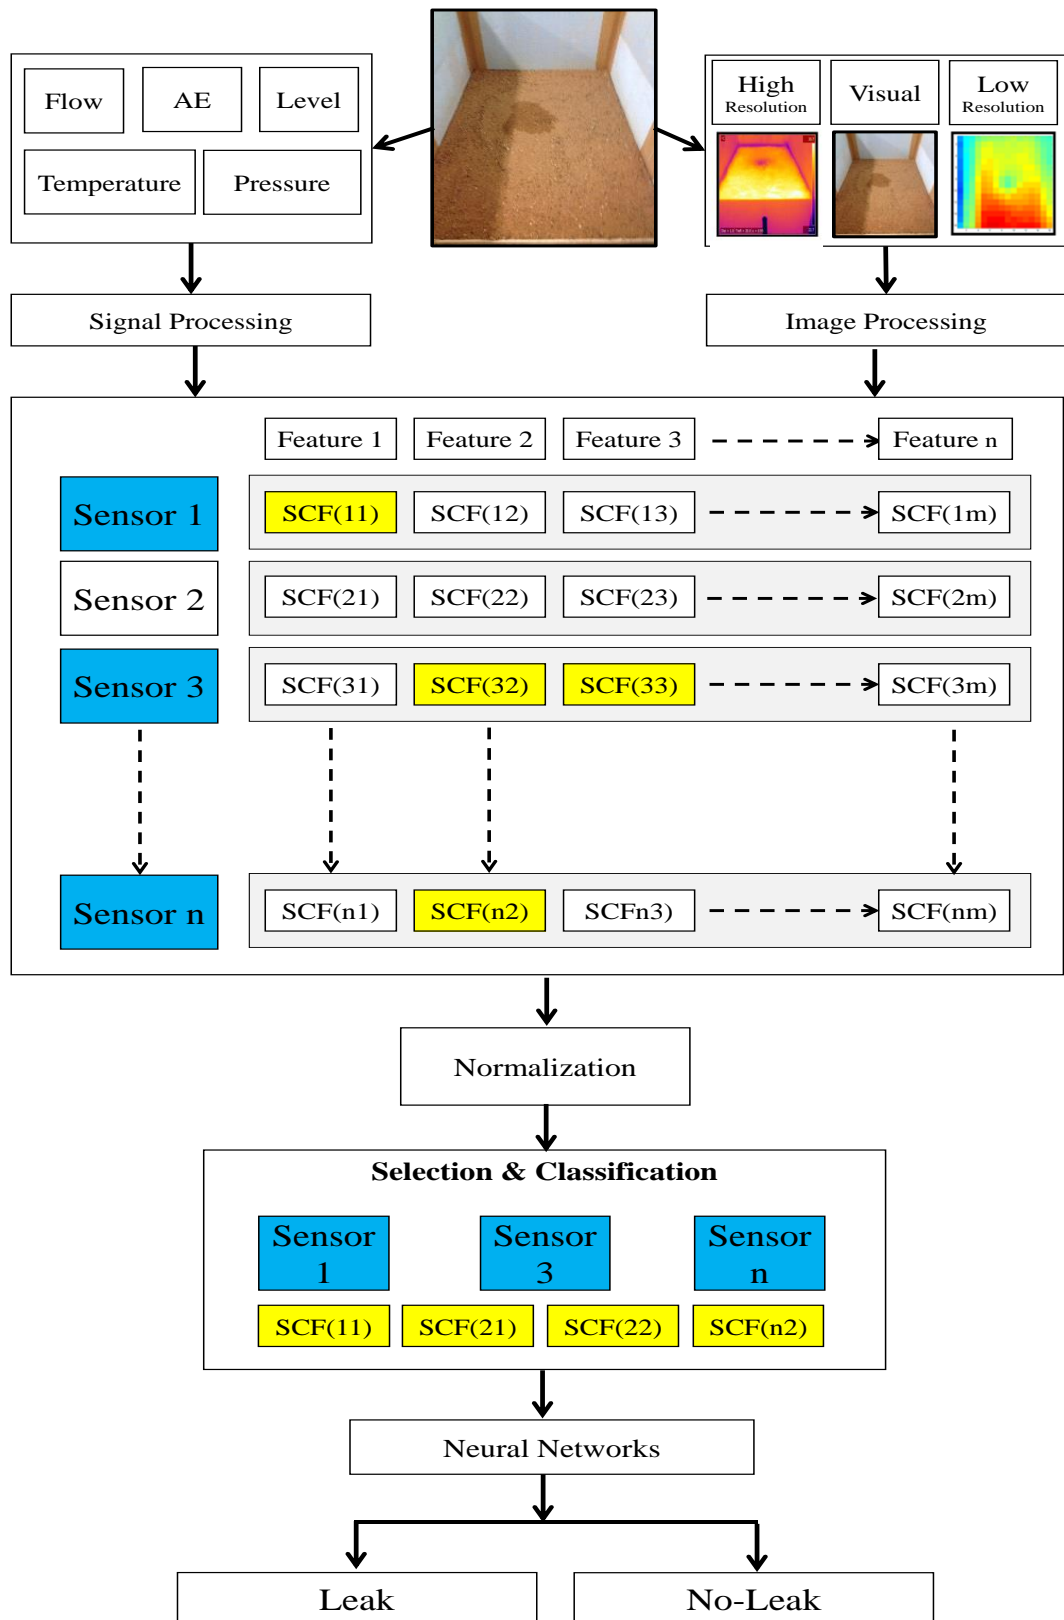 Flow
AE
Level
Temperature
Pressure
High
Resolution
Visual
Low
Resolution
Signal Processing
Image Processing
Feature 1
Feature 2
Feature 3
Feature n
Sensor 1
SCF(11)
SCF(12)
SCF(13)
SCF(1m)
Sensor 2
SCF(21)
SCF(22)
SCF(23)
SCF(2m)
Sensor 3
SCF(31)
SCF(32)
SCF(33)
SCF(3m)
Sensor n
SCF(n1)
SCF(n2)
SCFn3)
SCF(nm)
Normalization
Selection & Classification
Sensor
1
Sensor
3
Sensor
n
SCF(11)
SCF(21)
SCF(22)
SCF(n2)
Neural Networks
Leak
No-Leak